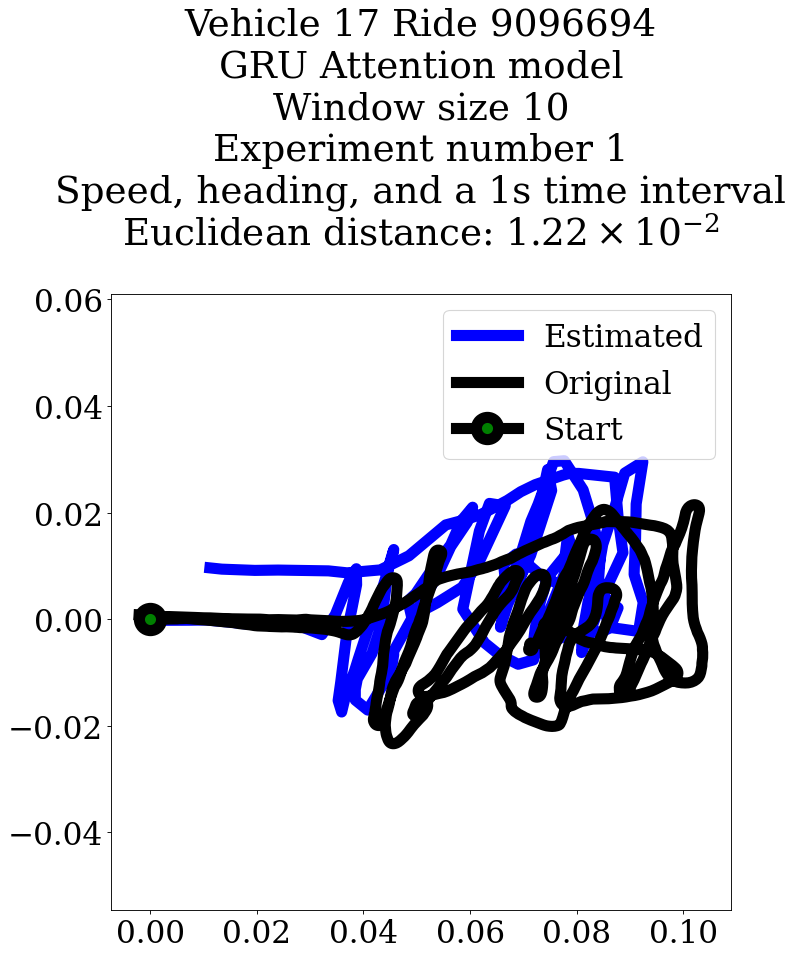 Vehicle 17 Ride 9096694
GRU Attention model
Window size 10
Experiment number 1
Speed, heading, and a 1s time interval
Euclidean distance: 1.22 × 10⁻²
Estimated
Original
Start
0.06
0.04
0.02
0.00
−0.02
−0.04
0.00 0.02 0.04 0.06 0.08 0.10